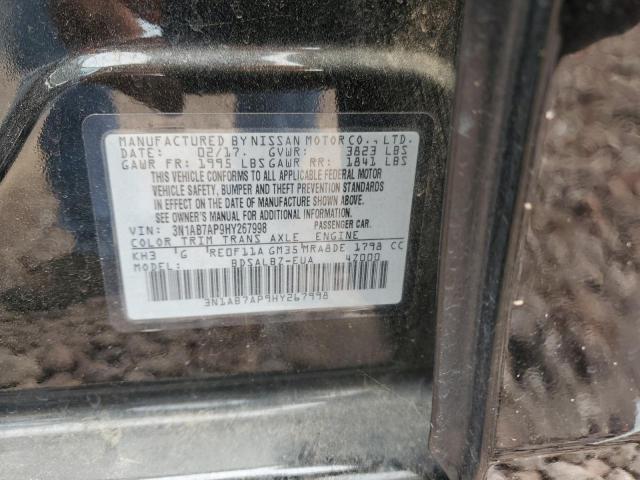 MANUFACTURED BY NISSAN MOTOR CO., LTD.
DATE: 02/17. GVWR: 3823 LBS
GAWR FR: 1995 LBS GAWR RR: 1841 LBS
THIS VEHICLE CONFORMS TO ALL APPLICABLE FEDERAL MOTOR
VEHICLE SAFETY, BUMPER AND THEFT PREVENTION STANDARDS
IN EFFECT ON THE DATE OF MANUFACTURE SHOWN ABOVE.
SEE OWNER'S MANUAL FOR ADDITIONAL INFORMATION.
VIN: 3N1AB7AP9HY267998 PASSENGER CAR.
COLOR TRIM TRANS AXLE ENGINE
KH3 G RE0F11A GM35 MRA8DE 1798 CC
MODEL: BDSALB7-EUA 47000
3N1AB7AP9HY267998